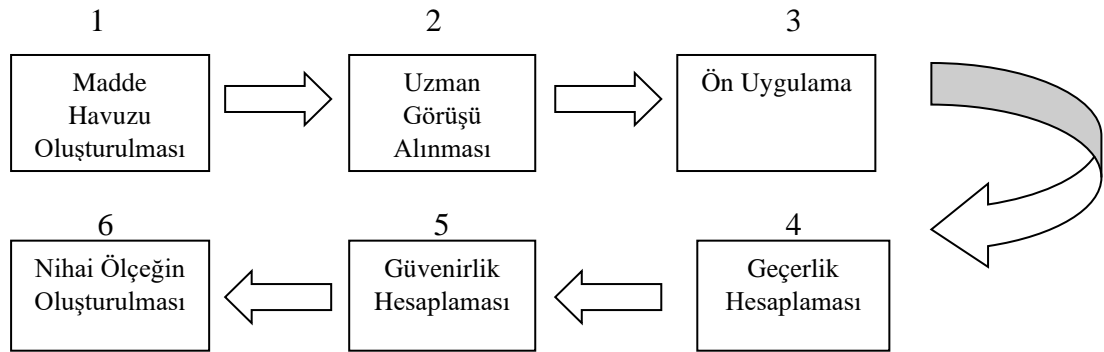 1
Madde
Havuzu
Oluşturulması
2
Uzman
Görüşü
Alınması
3
Ön Uygulama
4
Geçerlik
Hesaplaması
5
Güvenirlik
Hesaplaması
6
Nihai Ölçeğin
Oluşturulması